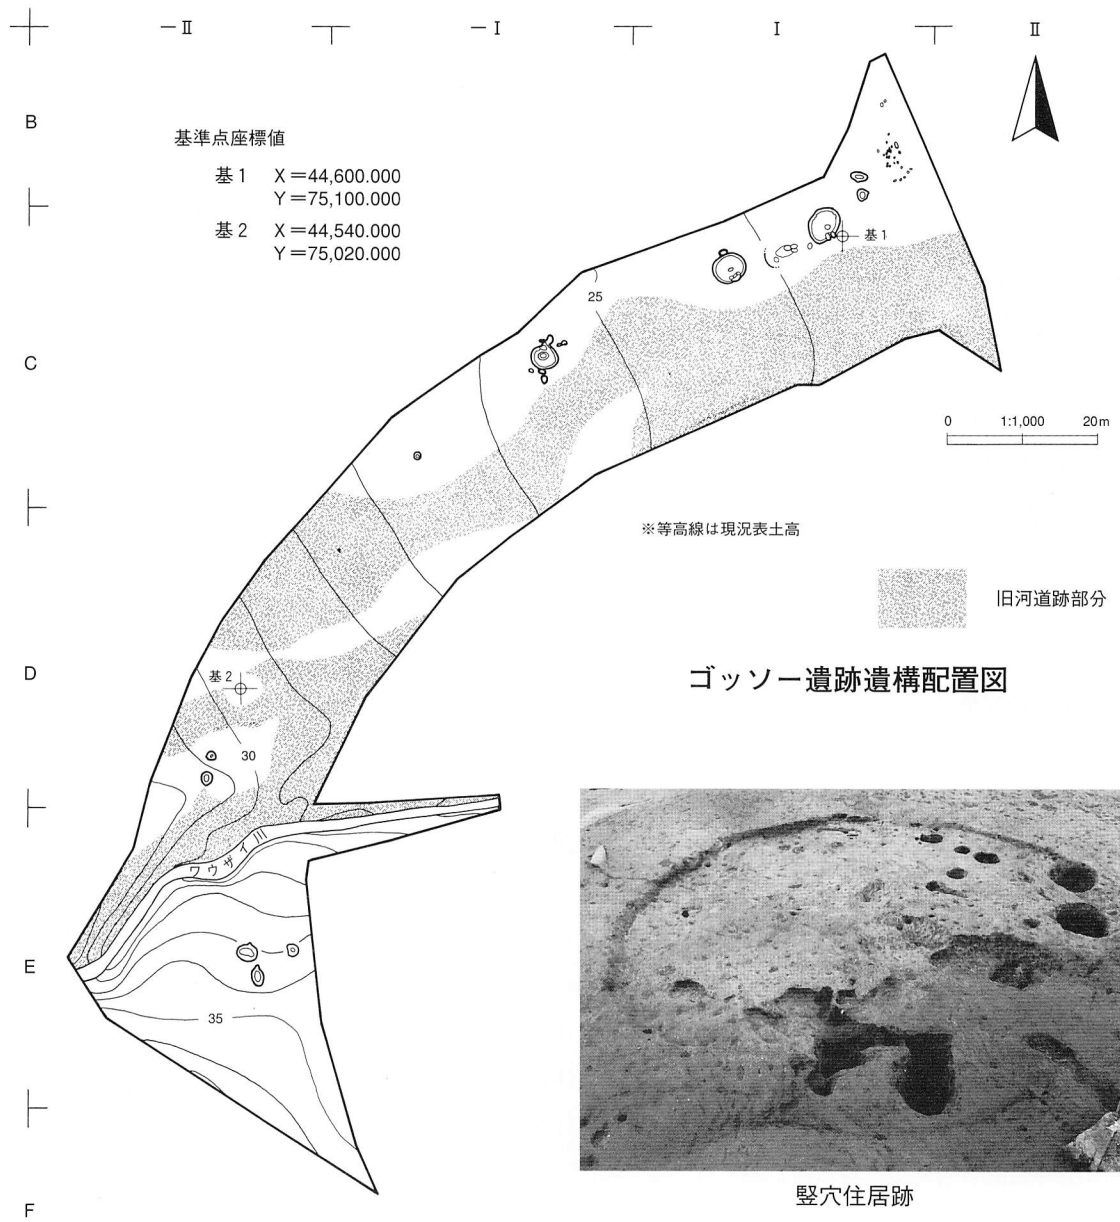 -Ⅱ -Ⅰ Ⅰ Ⅱ
B
基準点座標値
基1 X=44,600.000
Y=75,100.000
基2 X=44,540.000
Y=75,020.000
基1
25
C
0 1:1,000 20m
※等高線は現況表土高
旧河道跡部分
D
基2
ゴッソー遺跡遺構配置図
30
ワウザイ川
E
35
竪穴住居跡
F